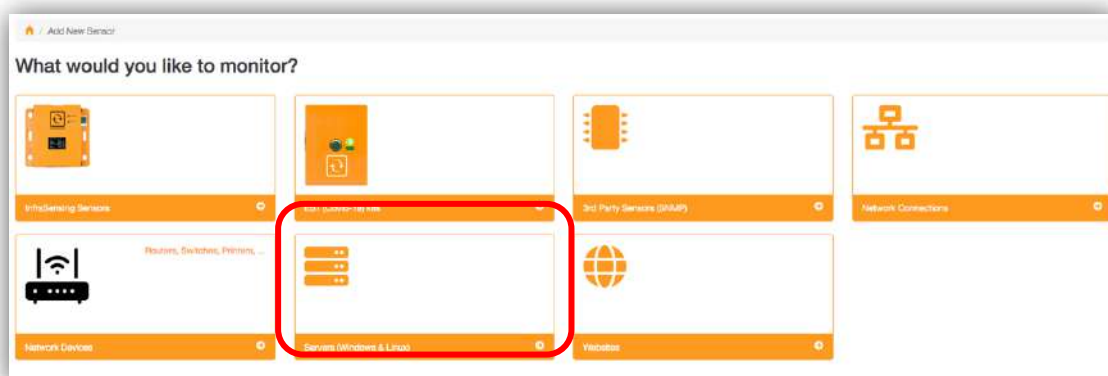 / Add New Sensor
What would you like to monitor?
InfraSensing Sensors
3rd Party Sensors (SNMP)
Network Connections
Routers, Switches, Printers, ...
Network Devices
Servers (Windows & Linux)
Websites